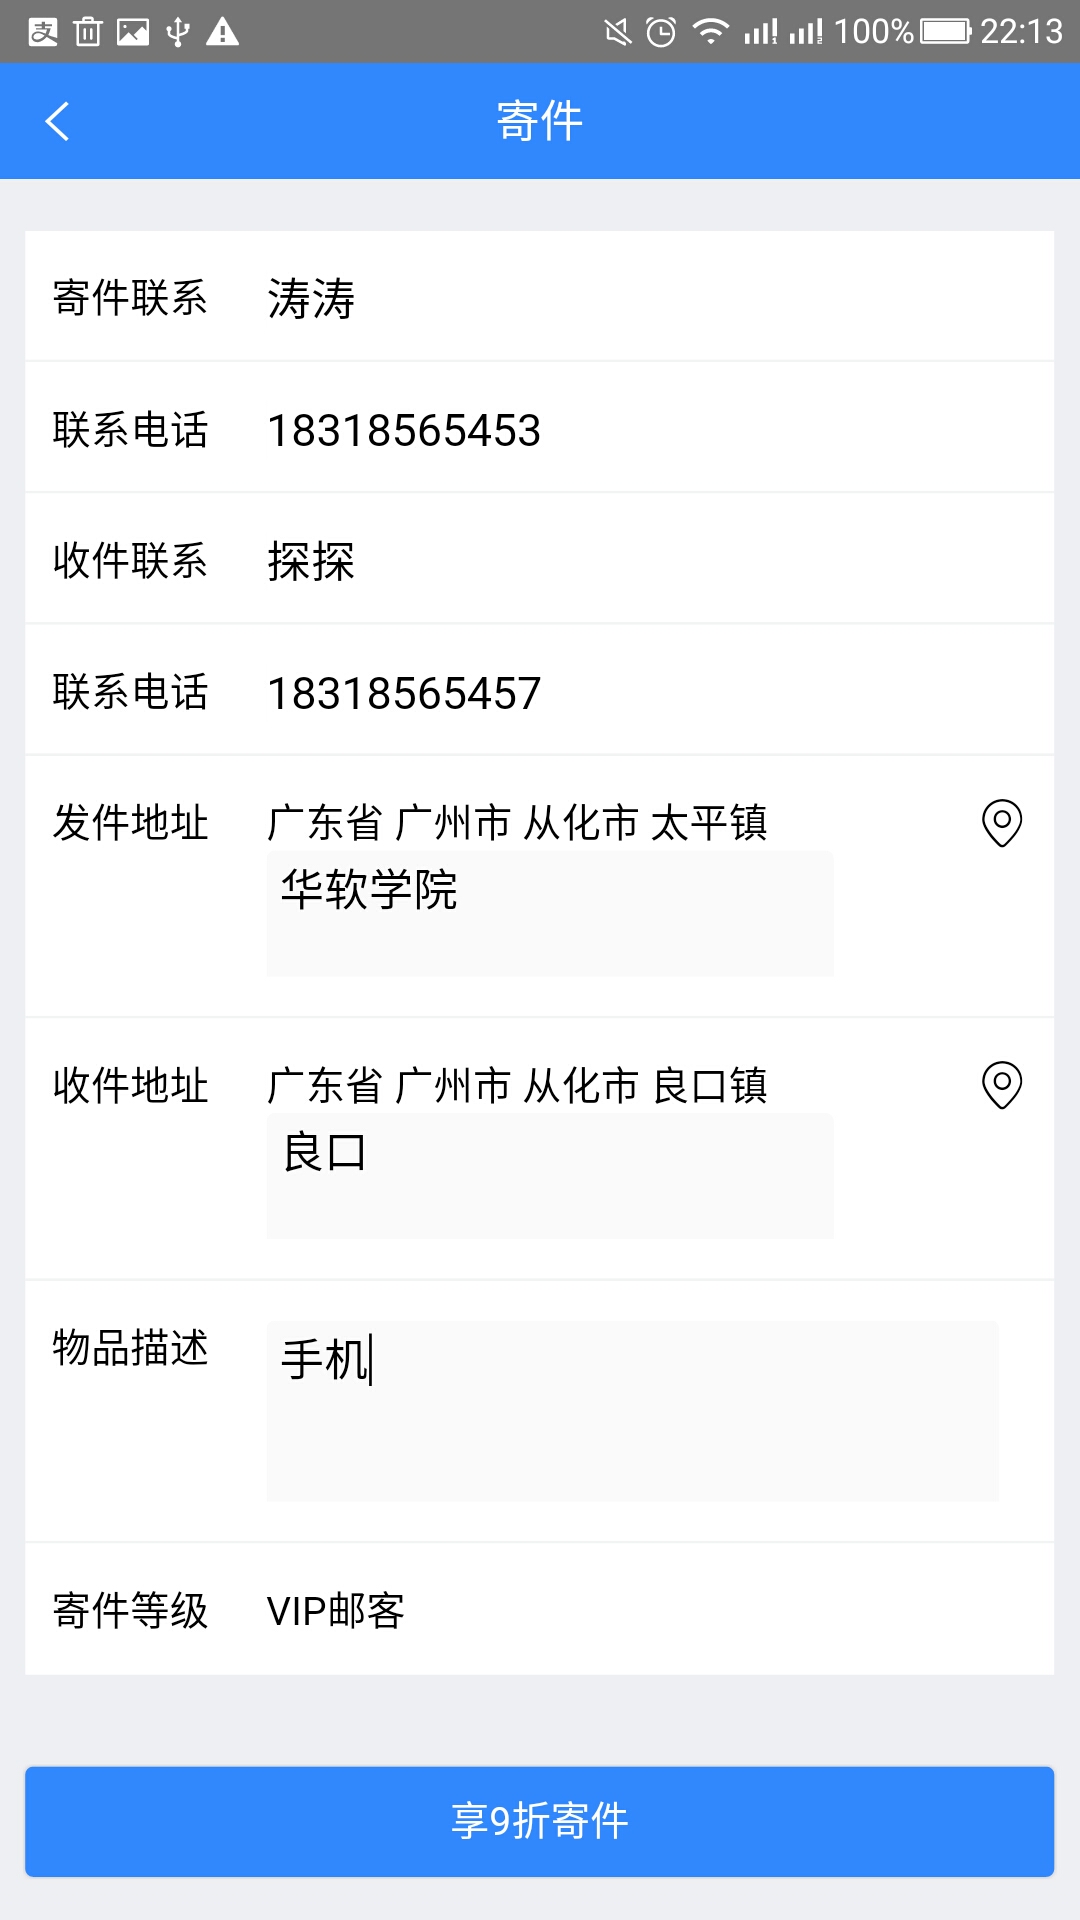 100% 22:13
寄件
寄件联系 涛涛
联系电话 18318565453
收件联系 探探
联系电话 18318565457
发件地址 广东省 广州市 从化市 太平镇
华软学院
收件地址 广东省 广州市 从化市 良口镇
良口
物品描述 手机
寄件等级 VIP邮客
享9折寄件